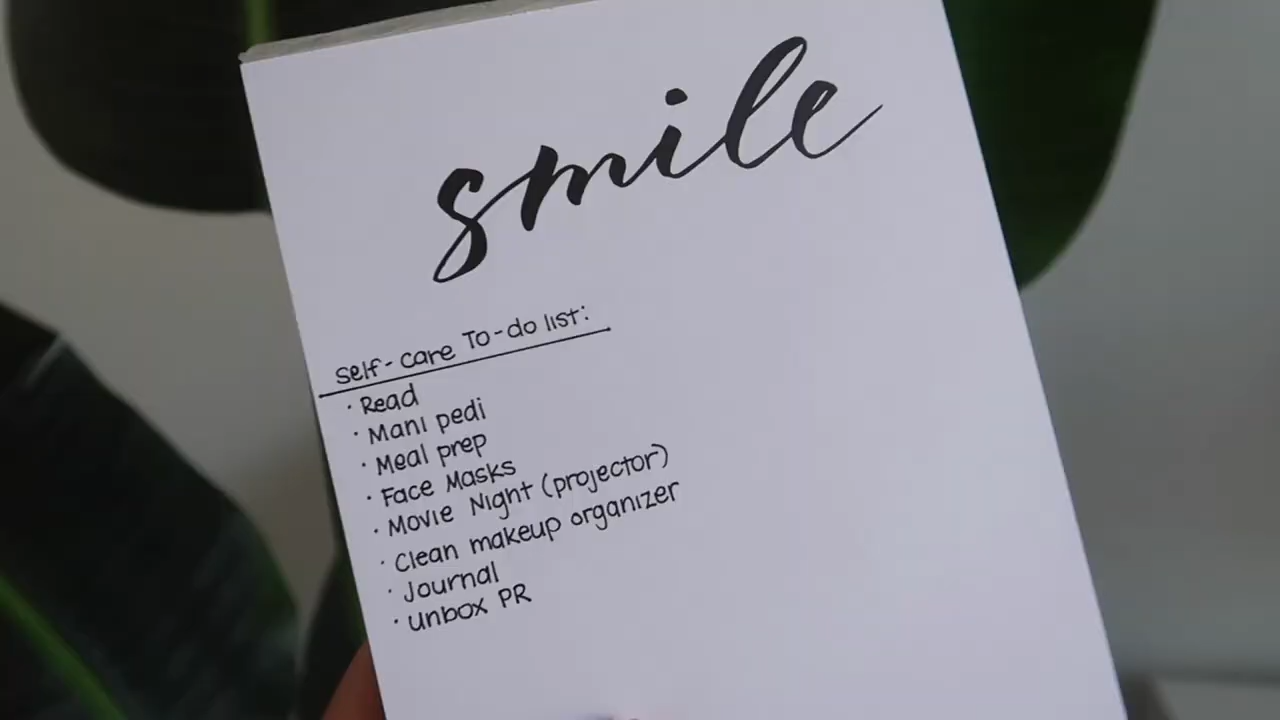 smile
self-care To-do list:
· Read
· Mani pedi
· Meal prep
· Face Masks
· Movie Night (projector)
· Clean makeup organizer
· Journal
· unbox PR